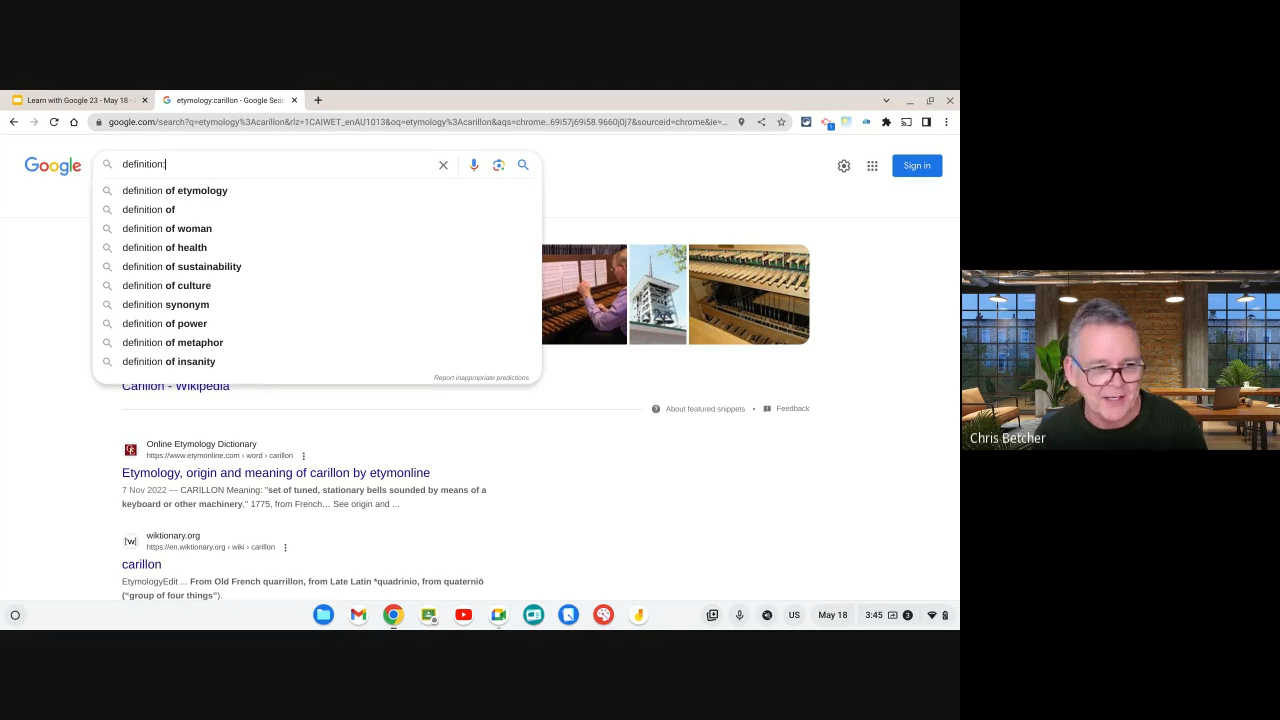 Learn with Google 23 - May 18 -
etymology:carillon - Google Sear
google.com/search?q=etymology%3Acarillon&rlz=1CAIWET_enAU1013&oq=etymology%3Acarillon&aqs=chrome..69i57j69i58.9660j0j7&sourceid=chrome&ie=...
Google
definition:
Sign in
definition of etymology
definition of
definition of woman
definition of health
definition of sustainability
definition of culture
definition synonym
definition of power
definition of metaphor
definition of insanity
Report inappropriate predictions
Carillon - Wikipedia
About featured snippets • Feedback
Online Etymology Dictionary
https://www.etymonline.com › word › carillon
Etymology, origin and meaning of carillon by etymonline
7 Nov 2022 — CARILLON Meaning: "set of tuned, stationary bells sounded by means of a
keyboard or other machinery," 1775, from French... See origin and ...
wiktionary.org
https://en.wiktionary.org › wiki › carillon
carillon
EtymologyEdit ... From Old French quarrillon, from Late Latin *quadrinio, from quaterniō
("group of four things").
US
May 18
3:45
3
Chris Betcher